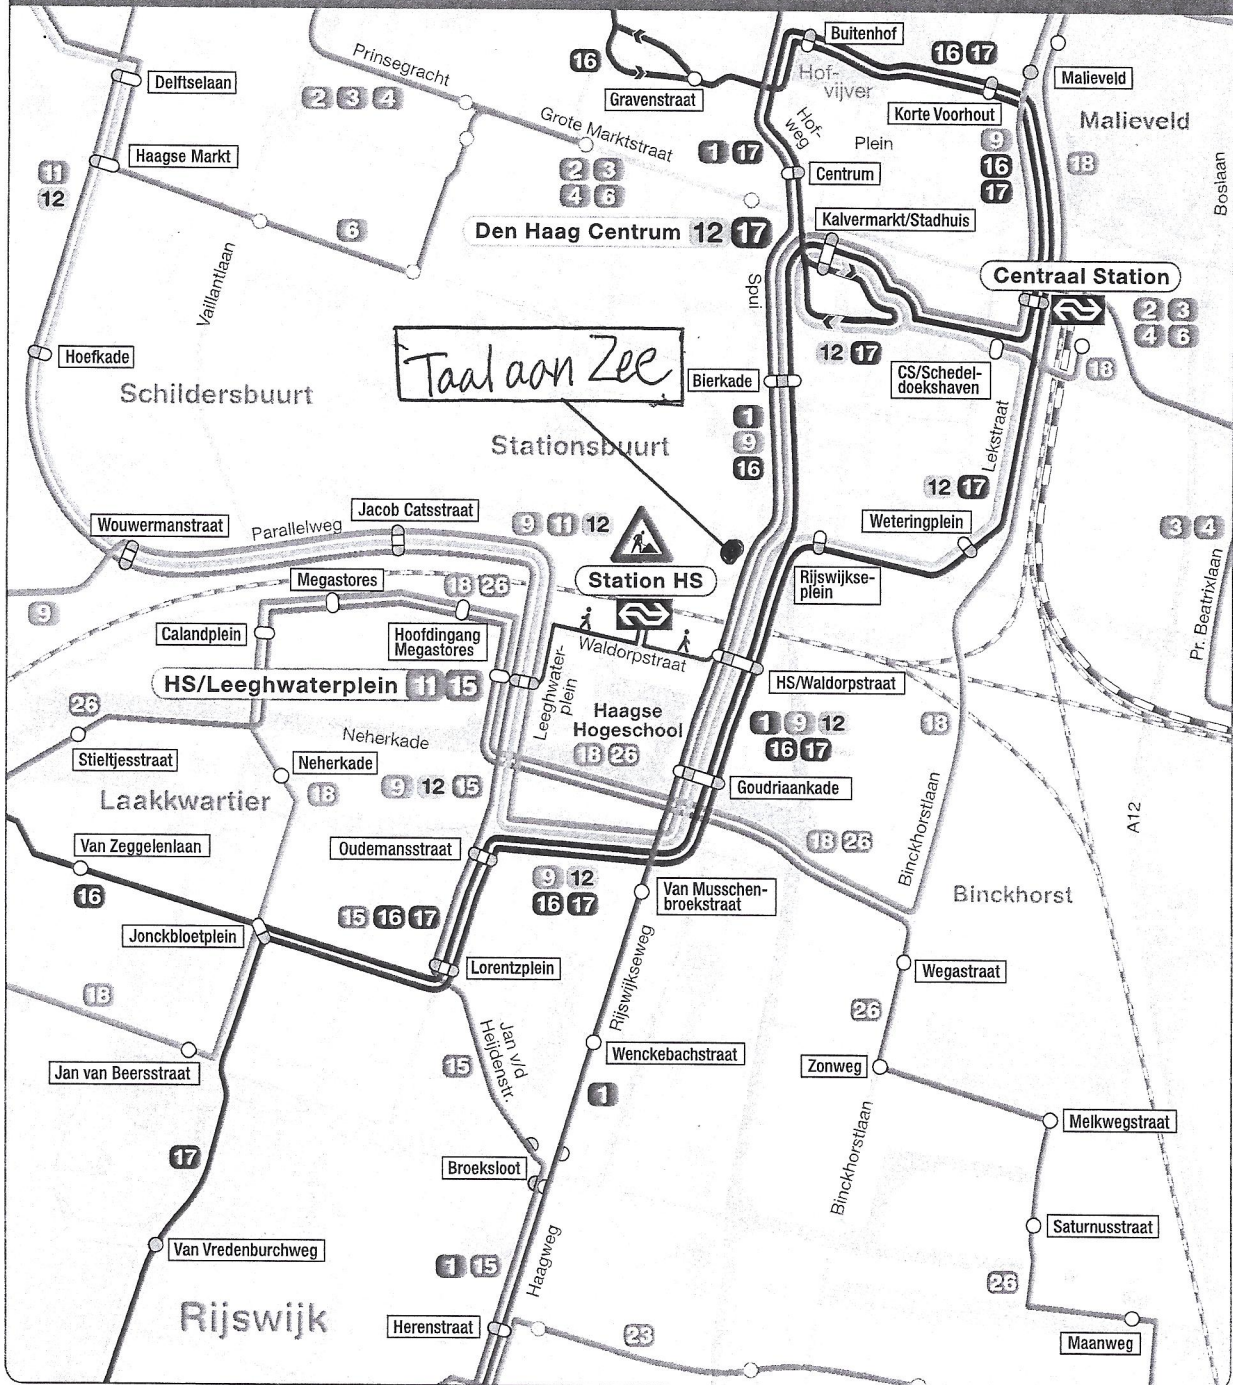 Buitenhof
16 17
Malieveld
16
Gravenstraat
Hof-
vijver
Korte Voorhout
Malieveld
Delftselaan
Prinsegracht
2 3 4
Grote Marktstraat
Hof-
weg
Plein
9
16
17
18
Boslaan
Haagse Markt
1 17
Centrum
11
12
2 3
4 6
Kalvermarkt/Stadhuis
6
Den Haag Centrum 12 17
Vaillantlaan
Spui
Centraal Station
2 3
4 6
Hoefkade
Taal aan Zee
12 17
CS/Schedel-
doekshaven
18
Bierkade
Schildersbuurt
Stationsbuurt
1
9
16
Lekstraat
12 17
Wouwermanstraat
Parallelweg
Jacob Catsstraat
9 11 12
Weteringplein
3 4
Megastores
18 26
Station HS
Rijswijkse-
plein
9
Calandplein
Hoofdingang
Megastores
Waldorpstraat
Pr. Beatrixlaan
HS/Leeghwaterplein 11 15
Leeghwater-
plein
HS/Waldorpstraat
26
Haagse
Hogeschool
18 26
1 9 12
16 17
18
Stieltjesstraat
Neherkade
Neherkade
18
9 12 15
Goudriaankade
Laakkwartier
Binckhorstlaan
A12
Van Zeggelenlaan
Oudemansstraat
18 26
16
9 12
16 17
Van Musschen-
broekstraat
Binckhorst
15 16 17
Jonckbloetplein
Lorentzplein
Rijswijkseweg
Wegastraat
18
26
Jan v/d
Heijdenstr.
Jan van Beersstraat
15
Wenckebachstraat
Zonweg
1
Melkwegstraat
17
Broeksloot
Binckhorstlaan
Van Vredenburchweg
Saturnusstraat
1 15
Haagweg
26
Rijswijk
Herenstraat
23
Maanweg